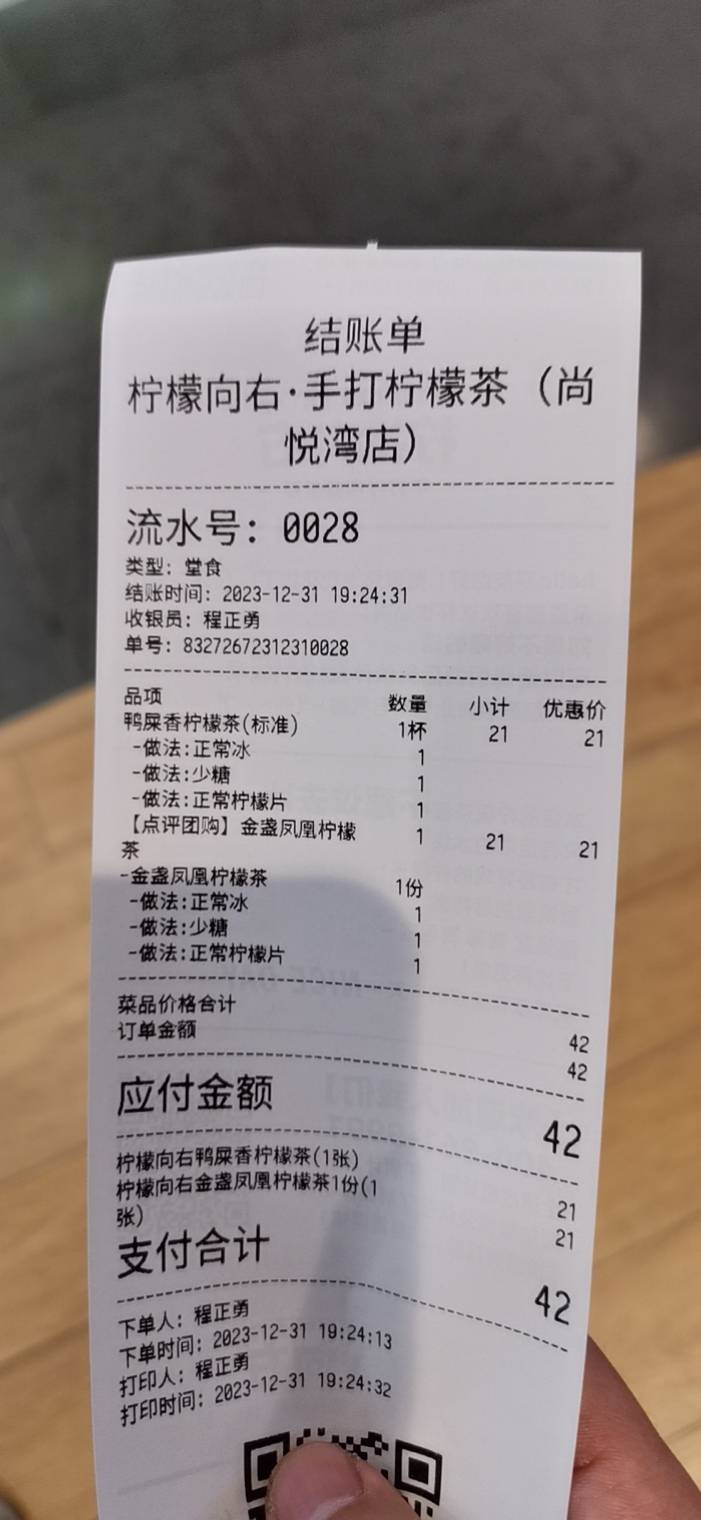 结账单
柠檬向右·手打柠檬茶（尚
悦湾店）
流水号: 0028
类型: 堂食
结账时间: 2023-12-31 19:24:31
收银员: 程正勇
单号: 83272672312310028
品项 数量 小计 优惠价
鸭屎香柠檬茶(标准) 1杯 21 21
-做法:正常冰 1
-做法:少糖 1
-做法:正常柠檬片 1
【点评团购】金盏凤凰柠檬 1 21 21
茶
-金盏凤凰柠檬茶 1份
-做法:正常冰 1
-做法:少糖 1
-做法:正常柠檬片 1
菜品价格合计 42
订单金额 42
应付金额 42
柠檬向右鸭屎香柠檬茶(1张) 21
柠檬向右金盏凤凰柠檬茶1份(1 21
张)
支付合计 42
下单人: 程正勇
下单时间: 2023-12-31 19:24:13
打印人: 程正勇
打印时间: 2023-12-31 19:24:32